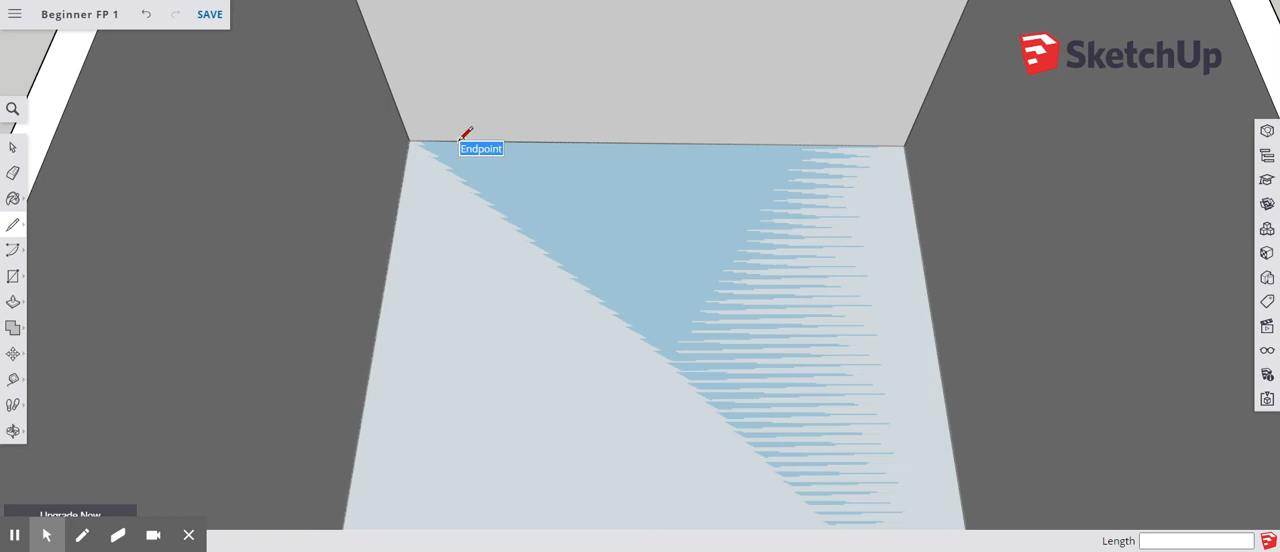 Beginner FP 1
SAVE
SketchUp
Endpoint
Upgrade Now
Length